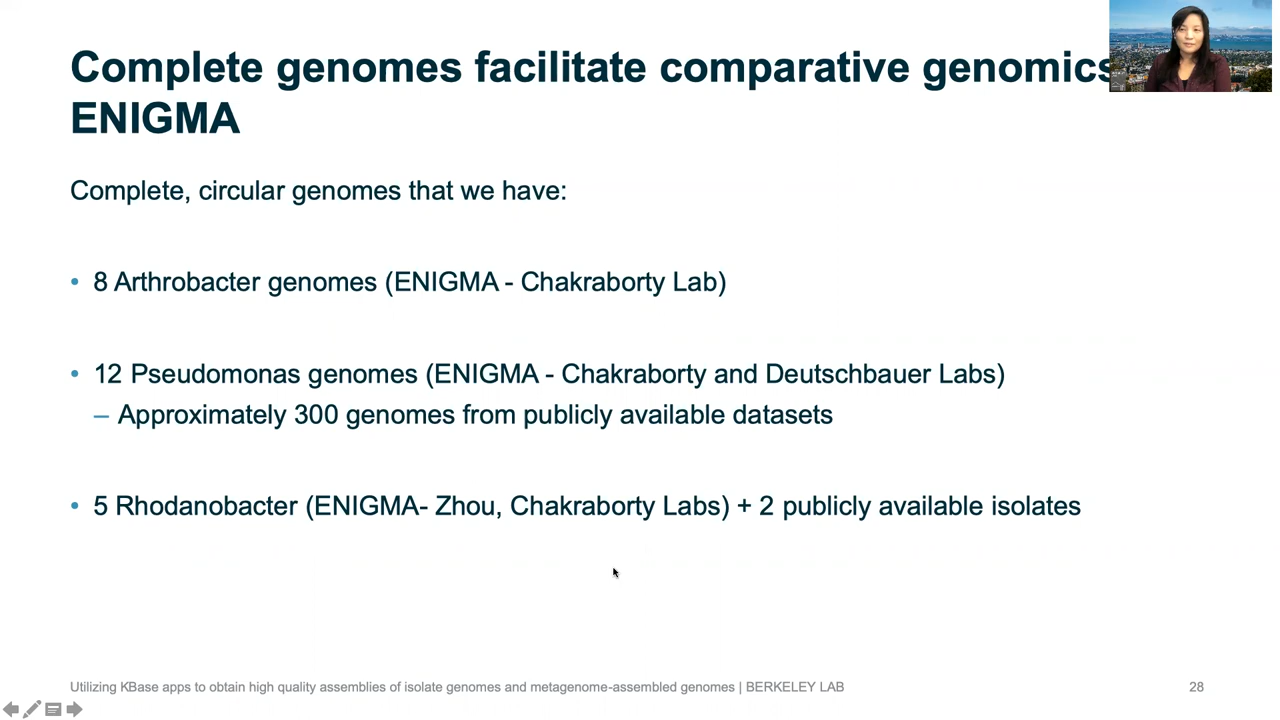 Complete genomes facilitate comparative genomics
ENIGMA
Complete, circular genomes that we have:
• 8 Arthrobacter genomes (ENIGMA - Chakraborty Lab)
• 12 Pseudomonas genomes (ENIGMA - Chakraborty and Deutschbauer Labs)
– Approximately 300 genomes from publicly available datasets
• 5 Rhodanobacter (ENIGMA- Zhou, Chakraborty Labs) + 2 publicly available isolates
Utilizing KBase apps to obtain high quality assemblies of isolate genomes and metagenome-assembled genomes | BERKELEY LAB
28